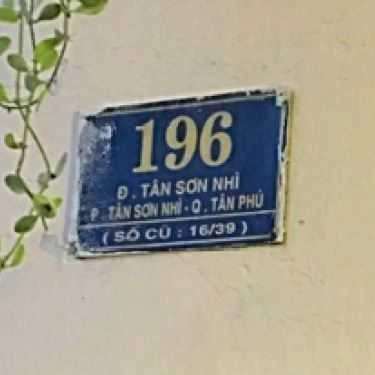 196
Đ. TÂN SƠN NHÌ
P. TÂN SƠN NHÌ - Q. TÂN PHÚ
( SỐ CŨ : 16/39 )